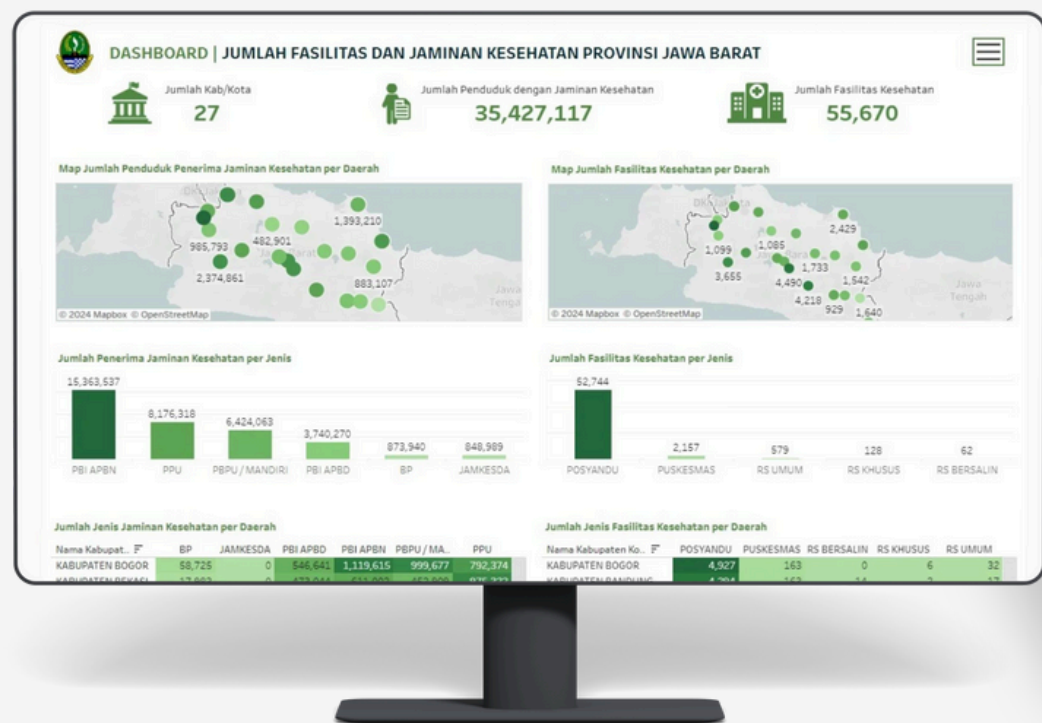 DASHBOARD | JUMLAH FASILITAS DAN JAMINAN KESEHATAN PROVINSI JAWA BARAT
Jumlah Kab/Kota
27
Jumlah Penduduk dengan Jaminan Kesehatan
35,427,117
Jumlah Fasilitas Kesehatan
55,670
Map Jumlah Penduduk Penerima Jaminan Kesehatan per Daerah
1,393,210
985,793
482,901
2,374,861
883,107
Jawa
Tengah
© 2024 Mapbox © OpenStreetMap
Map Jumlah Fasilitas Kesehatan per Daerah
2,429
1,099
1,085
3,655
1,733
4,490
1,542
4,218
929
1,640
Jawa
Tengah
© 2024 Mapbox © OpenStreetMap
Jumlah Penerima Jaminan Kesehatan per Jenis
15,363,537
8,176,318
6,424,063
3,740,270
873,940
848,989
PBI APBN PPU PBPU / MANDIRI PBI APBD BP JAMKESDA
Jumlah Fasilitas Kesehatan per Jenis
52,744
2,157
579
128
62
POSYANDU PUSKESMAS RS UMUM RS KHUSUS RS BERSALIN
Jumlah Jenis Jaminan Kesehatan per Daerah
Nama Kabupat.. BP JAMKESDA PBI APBD PBI APBN PBPU / MA.. PPU
KABUPATEN BOGOR 58,725 0 546,641 1,119,615 999,677 792,374
KABUPATEN BEKASI
Jumlah Jenis Fasilitas Kesehatan per Daerah
Nama Kabupaten Ko.. POSYANDU PUSKESMAS RS BERSALIN RS KHUSUS RS UMUM
KABUPATEN BOGOR 4,927 163 0 6 32
KABUPATEN BANDUNG